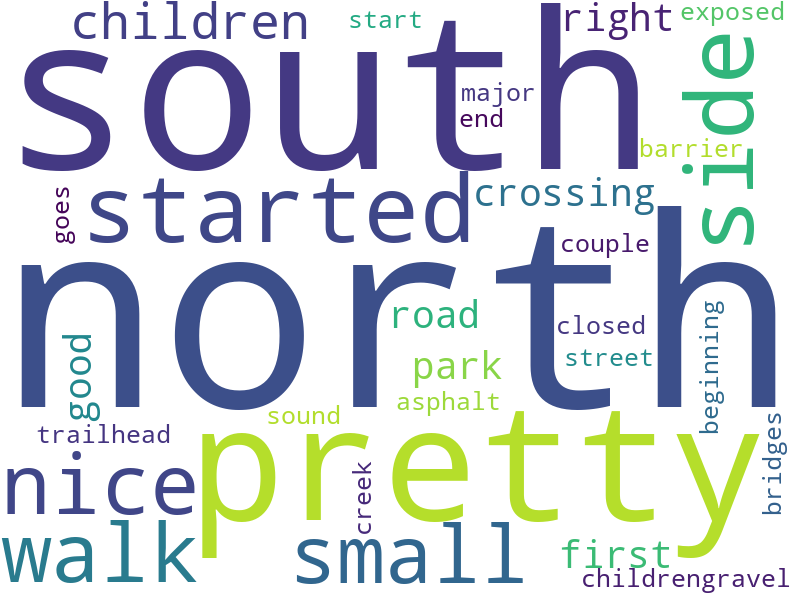 children start right exposed
south side
major
end
barrier
goes started crossing
north
couple
road closed
good park street beginning
asphalt
sound
trailhead pretty bridges
nice creek
walk small first
childrengravel